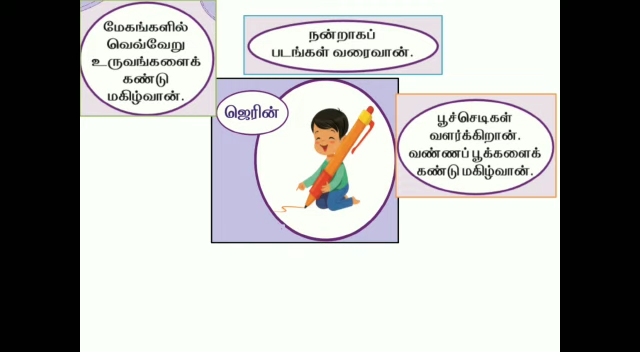 மேகங்களில்
வெவ்வேறு
உருவங்களைக்
கண்டு
மகிழ்வான்.
நன்றாகப்
படங்கள் வரைவான்.
ஜெரின்
பூச்செடிகள்
வளர்க்கிறான்.
வண்ணப் பூக்களைக்
கண்டு மகிழ்வான்.